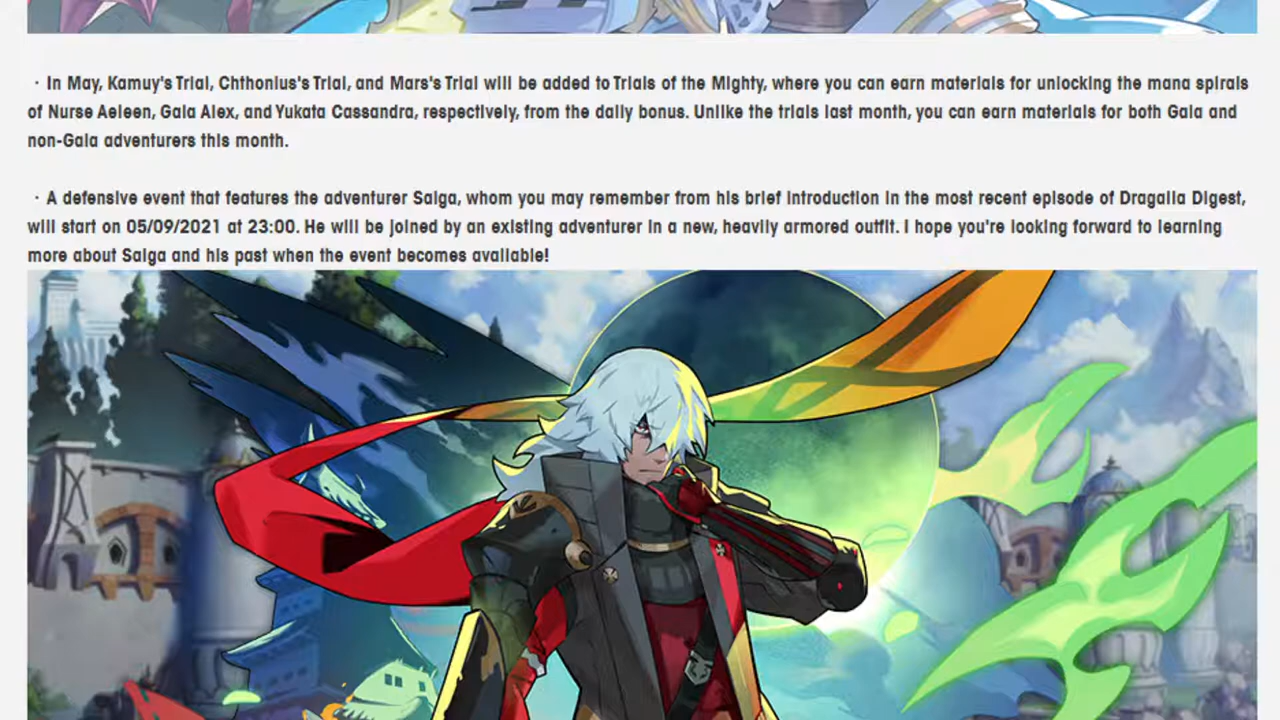 · In May, Kamuy's Trial, Chthonius's Trial, and Mars's Trial will be added to Trials of the Mighty, where you can earn materials for unlocking the mana spirals
of Nurse Aeleen, Gala Alex, and Yukata Cassandra, respectively, from the daily bonus. Unlike the trials last month, you can earn materials for both Gala and
non-Gala adventurers this month.
· A defensive event that features the adventurer Saiga, whom you may remember from his brief introduction in the most recent episode of Dragalia Digest,
will start on 05/09/2021 at 23:00. He will be joined by an existing adventurer in a new, heavily armored outfit. I hope you're looking forward to learning
more about Saiga and his past when the event becomes available!